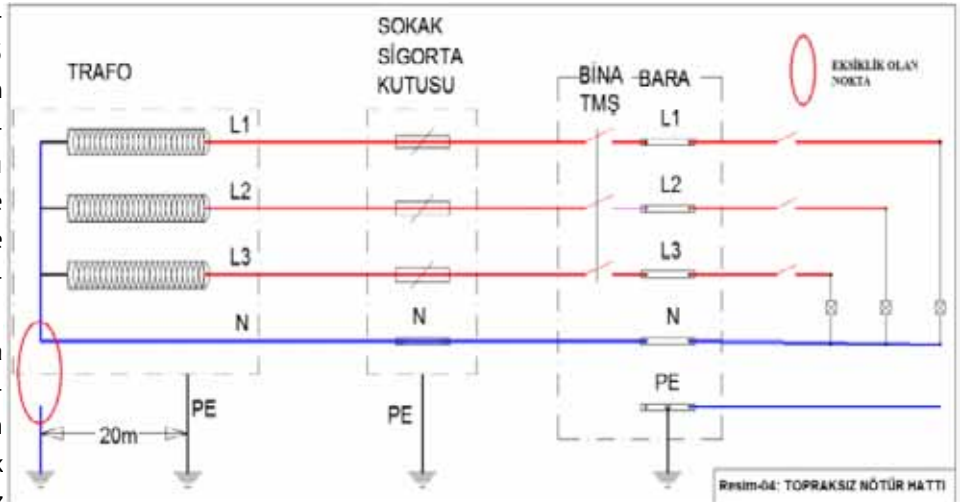 TRAFO
SOKAK
SİGORTA
KUTUSU
BİNA
TMŞ
BARA
EKSİKLİK OLAN
NOKTA
L1
L1
L2
L2
L3
L3
N
N
N
PE
PE
PE
20m
Resim-04: TOPRAKSIZ NÖTÜR HATTI